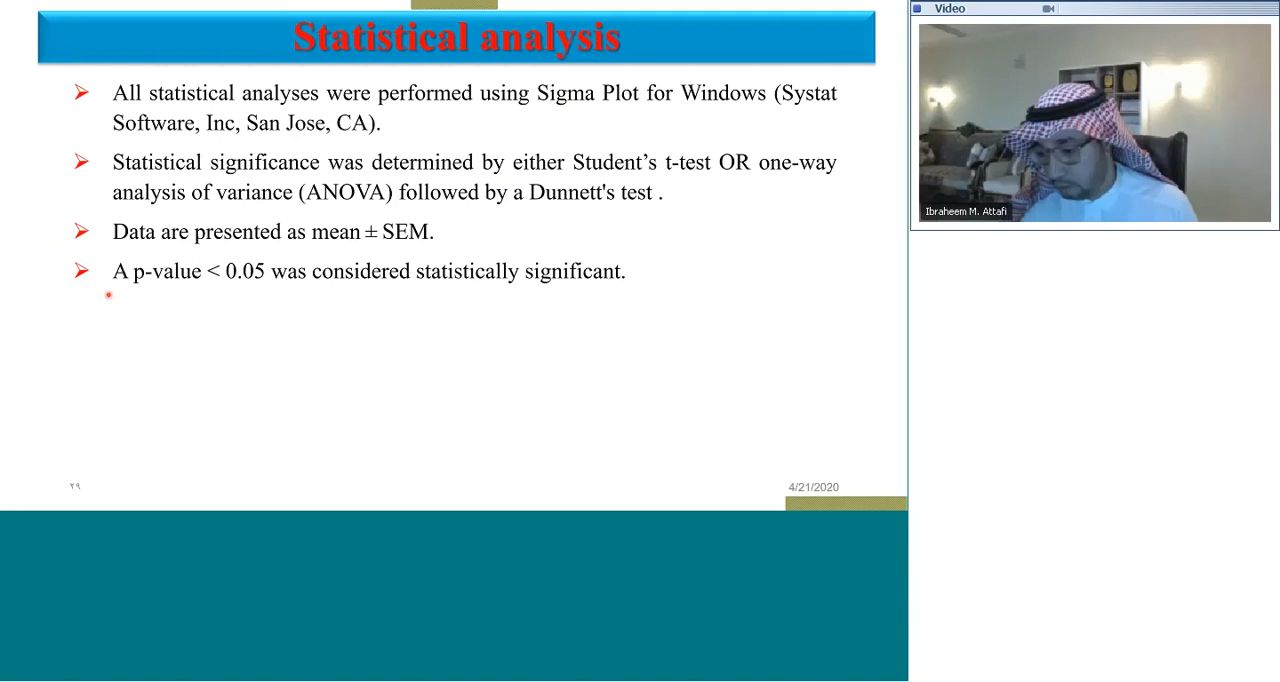 Statistical analysis
All statistical analyses were performed using Sigma Plot for Windows (Systat
Software, Inc, San Jose, CA).
Statistical significance was determined by either Student’s t-test OR one-way
analysis of variance (ANOVA) followed by a Dunnett's test .
Data are presented as mean ± SEM.
A p-value < 0.05 was considered statistically significant.
٢٩
4/21/2020
Video
Ibraheem M. Attafi